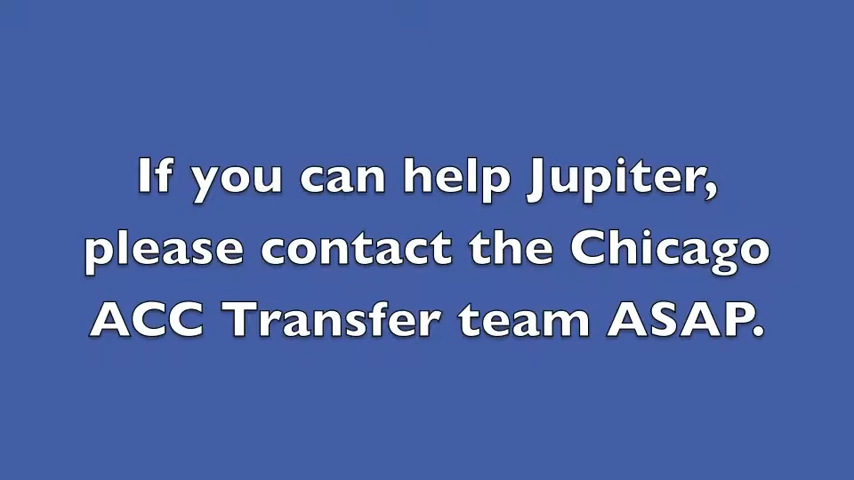 If you can help Jupiter,
please contact the Chicago
ACC Transfer team ASAP.